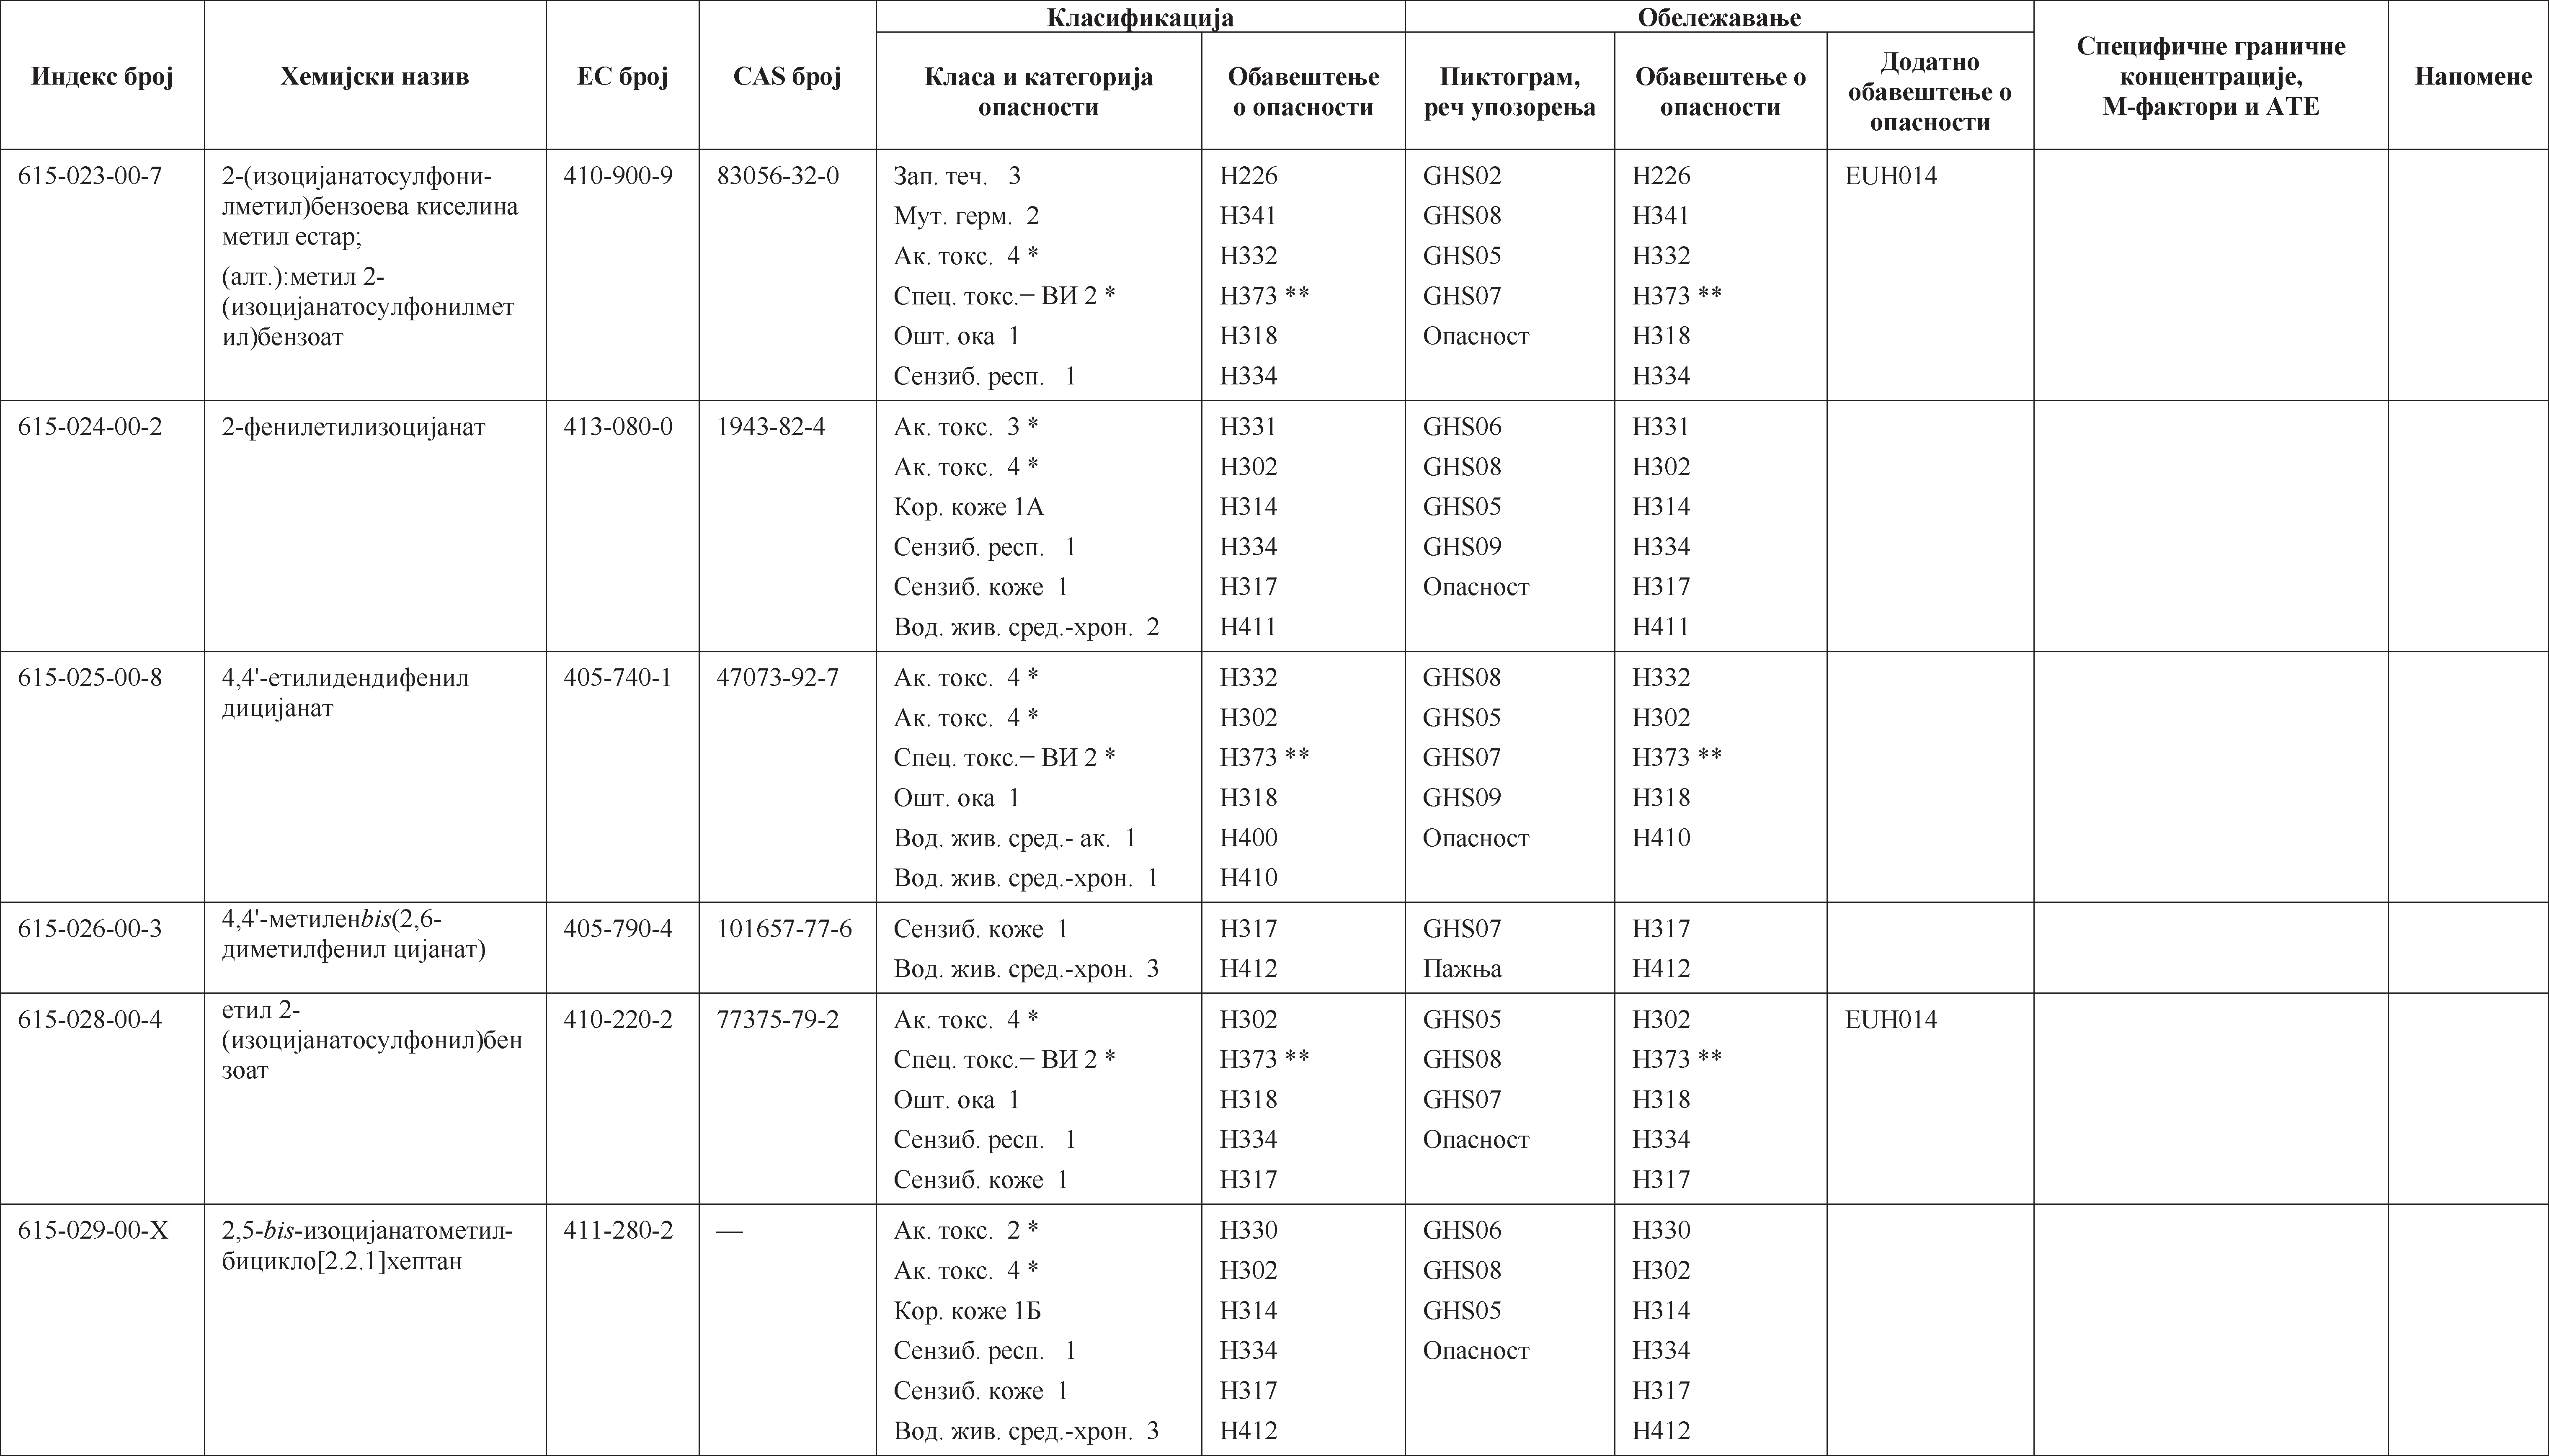 Класификација Обележавање
Индекс број Хемијски назив ЕС број CAS број Класа и категорија опасности Обавештење о опасности Пиктограм, реч упозорења Обавештење о опасности Додатно обавештење о опасности Специфичне граничне концентрације, М-фактори и АТЕ Напомене
615-023-00-7 2-(изоцијанатосулфони- 410-900-9 83056-32-0 Зап. теч. 3 H226 GHS02 H226 EUH014
лметил)бензоева киселина Мут. герм. 2 H341 GHS08 H341
метил естар; Ак. токс. 4 * H332 GHS05 H332
(алт.):метил 2- Спец. токс.− ВИ 2 * H373 ** GHS07 H373 **
(изоцијанатосулфонилмет Ошт. ока 1 H318 Опасност H318
ил)бензоат Сензиб. респ. 1 H334 H334
615-024-00-2 2-фенилетилизоцијанат 413-080-0 1943-82-4 Ак. токс. 3 * H331 GHS06 H331
Ак. токс. 4 * H302 GHS08 H302
Кор. коже 1А H314 GHS05 H314
Сензиб. респ. 1 H334 GHS09 H334
Сензиб. коже 1 H317 Опасност H317
Вод. жив. сред.-хрон. 2 H411 H411
615-025-00-8 4,4'-етилидендифенил 405-740-1 47073-92-7 Ак. токс. 4 * H332 GHS08 H332
дицијанат Ак. токс. 4 * H302 GHS05 H302
Спец. токс.− ВИ 2 * H373 ** GHS07 H373 **
Ошт. ока 1 H318 GHS09 H318
Вод. жив. сред.- ак. 1 H400 Опасност H410
Вод. жив. сред.-хрон. 1 H410
615-026-00-3 4,4'-метиленbis(2,6- 405-790-4 101657-77-6 Сензиб. коже 1 H317 GHS07 H317
диметилфенил цијанат) Вод. жив. сред.-хрон. 3 H412 Пажња H412
615-028-00-4 етил 2- 410-220-2 77375-79-2 Ак. токс. 4 * H302 GHS05 H302 EUH014
(изоцијанатосулфонил)бен Спец. токс.− ВИ 2 * H373 ** GHS08 H373 **
зоат Ошт. ока 1 H318 GHS07 H318
Сензиб. респ. 1 H334 Опасност H334
Сензиб. коже 1 H317 H317
615-029-00-X 2,5-bis-изоцијанатометил- 411-280-2 — Ак. токс. 2 * H330 GHS06 H330
бицикло[2.2.1]хептан Ак. токс. 4 * H302 GHS08 H302
Кор. коже 1Б H314 GHS05 H314
Сензиб. респ. 1 H334 Опасност H334
Сензиб. коже 1 H317 H317
Вод. жив. сред.-хрон. 3 H412 H412